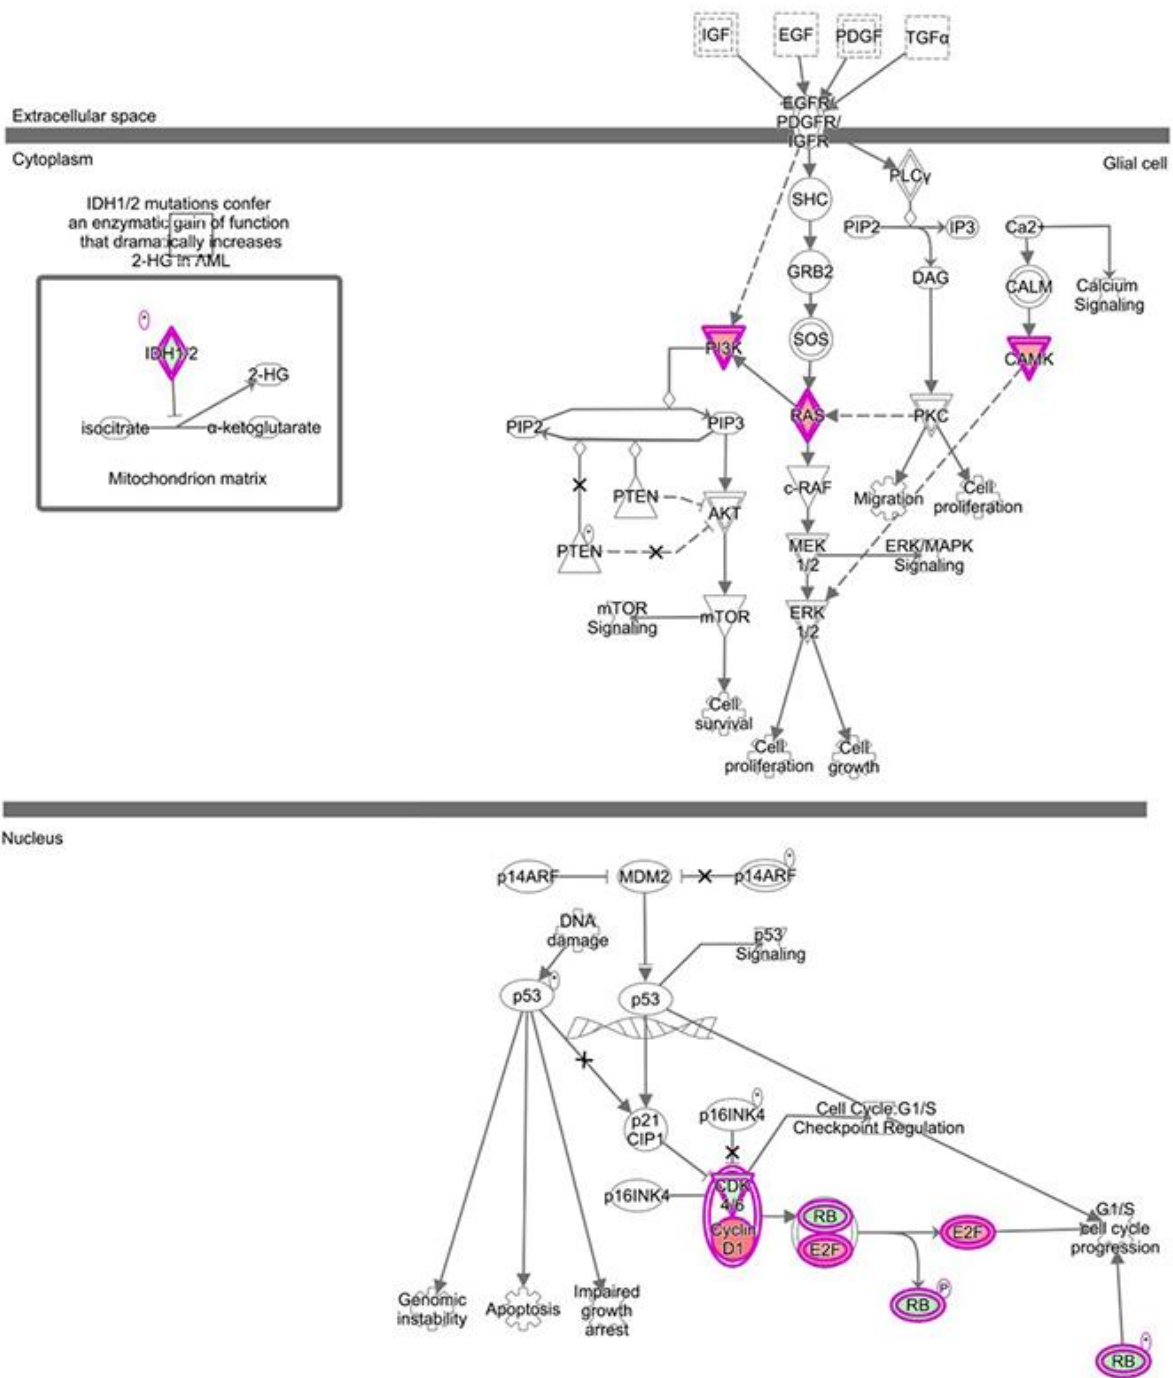 IGF
EGF
PDGF
TGFα
Extracellular space
EGFR/
PDGFR/
IGFR
Cytoplasm
Glial cell
PLCγ
IDH1/2 mutations confer
an enzymatic gain of function
that dramatically increases
2-HG in AML
SHC
PIP2
IP3
Ca2+
GRB2
DAG
CALM
Calcium
Signaling
IDH1/2
2-HG
isocitrate
α-ketoglutarate
Mitochondrion matrix
PI3K
SOS
CAMK
PIP2
PIP3
RAS
PKC
PTEN
AKT
c-RAF
Migration
Cell
proliferation
PTEN
MEK
1/2
ERK/MAPK
Signaling
mTOR
Signaling
mTOR
ERK
1/2
Cell
survival
Cell
proliferation
Cell
growth
Nucleus
p14ARF
MDM2
p14ARF
DNA
damage
p53
Signaling
p53
p53
p21
CIP1
p16INK4
Cell Cycle:G1/S
Checkpoint Regulation
p16INK4
CDK
4/6
Cyclin
D1
RB
E2F
E2F
G1/S
cell cycle
progression
Genomic
instability
Apoptosis
Impaired
growth
arrest
RB
P
RB